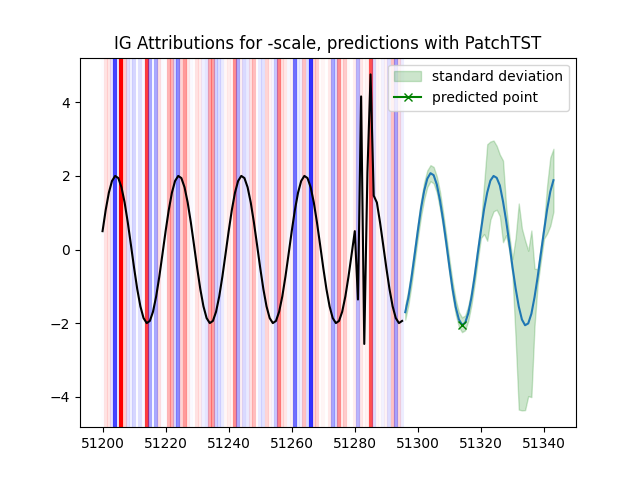 IG Attributions for -scale, predictions with PatchTST
standard deviation
predicted point
4
2
0
−2
−4
51200 51220 51240 51260 51280 51300 51320 51340